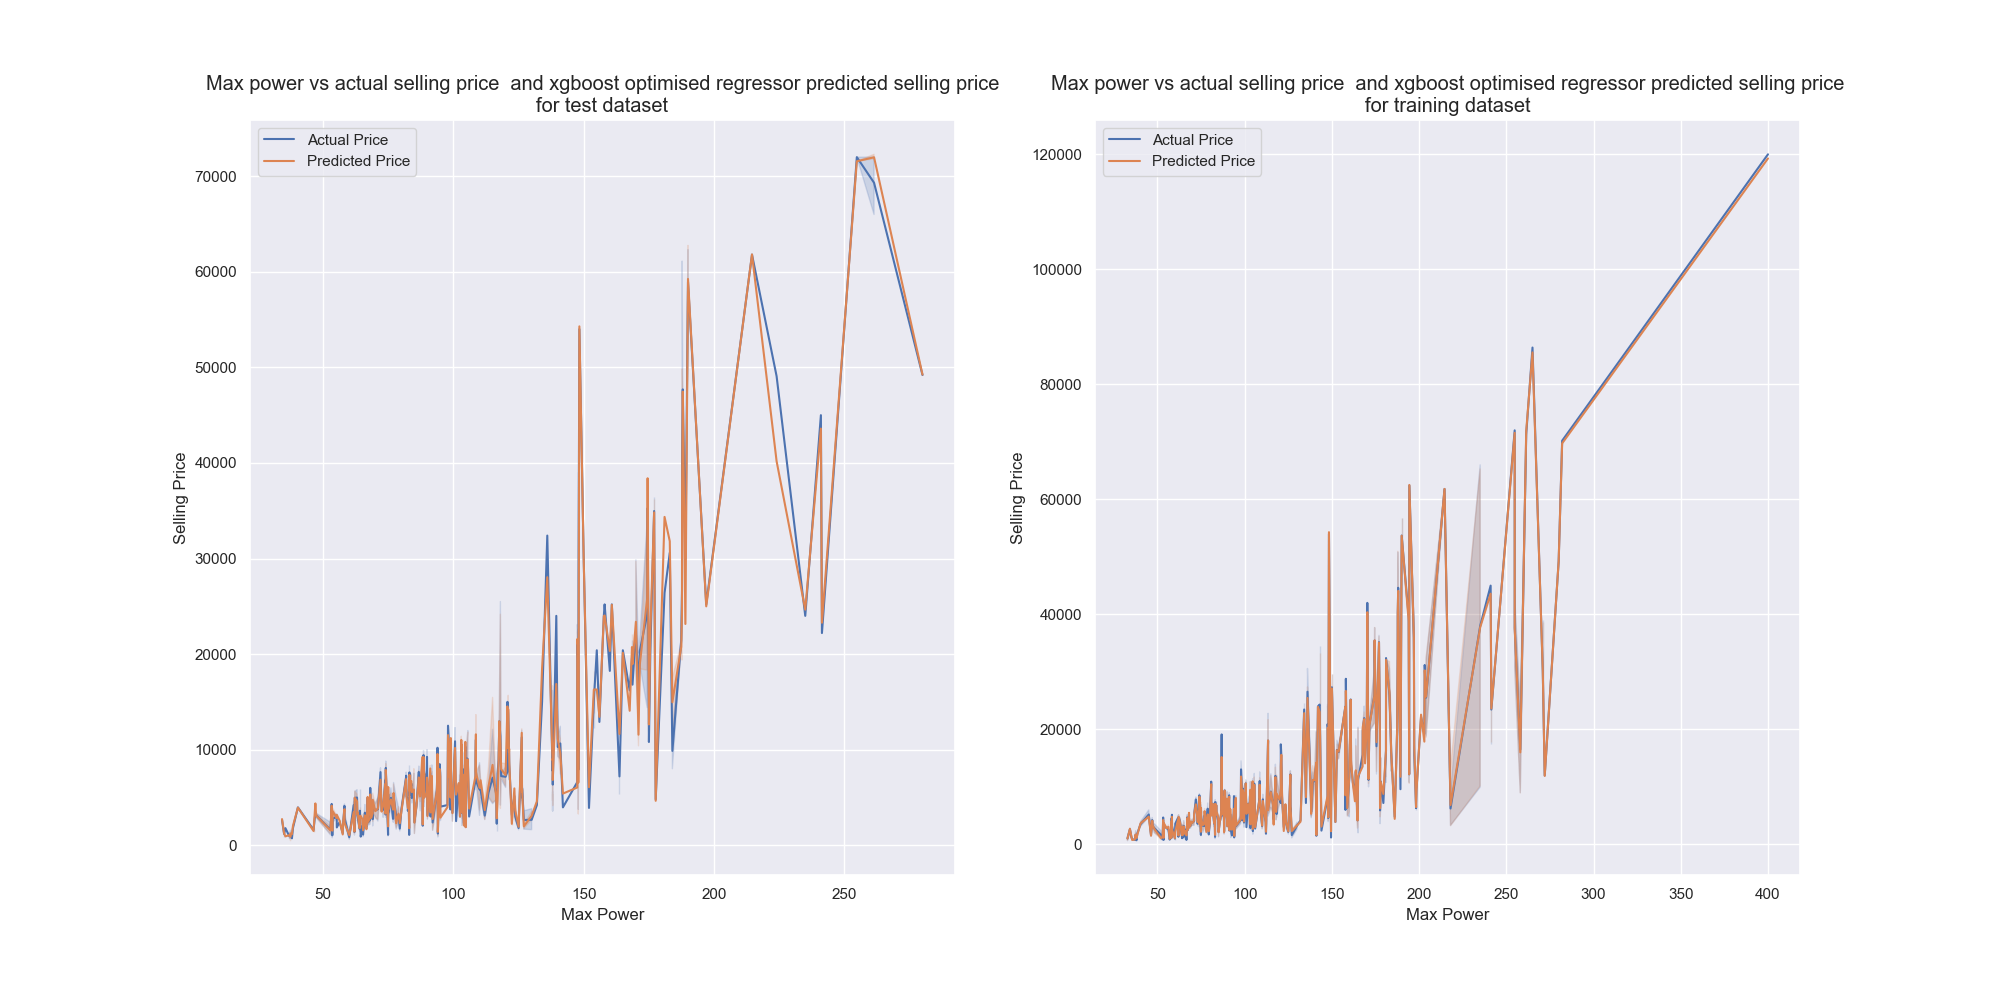 Max power vs actual selling price  and xgboost optimised regressor predicted selling price
for test dataset
Actual Price
Predicted Price
70000
60000
50000
40000
30000
20000
10000
0
Selling Price
50 100 150 200 250
Max Power
Max power vs actual selling price  and xgboost optimised regressor predicted selling price
for training dataset
Actual Price
Predicted Price
120000
100000
80000
60000
40000
20000
0
Selling Price
50 100 150 200 250 300 350 400
Max Power